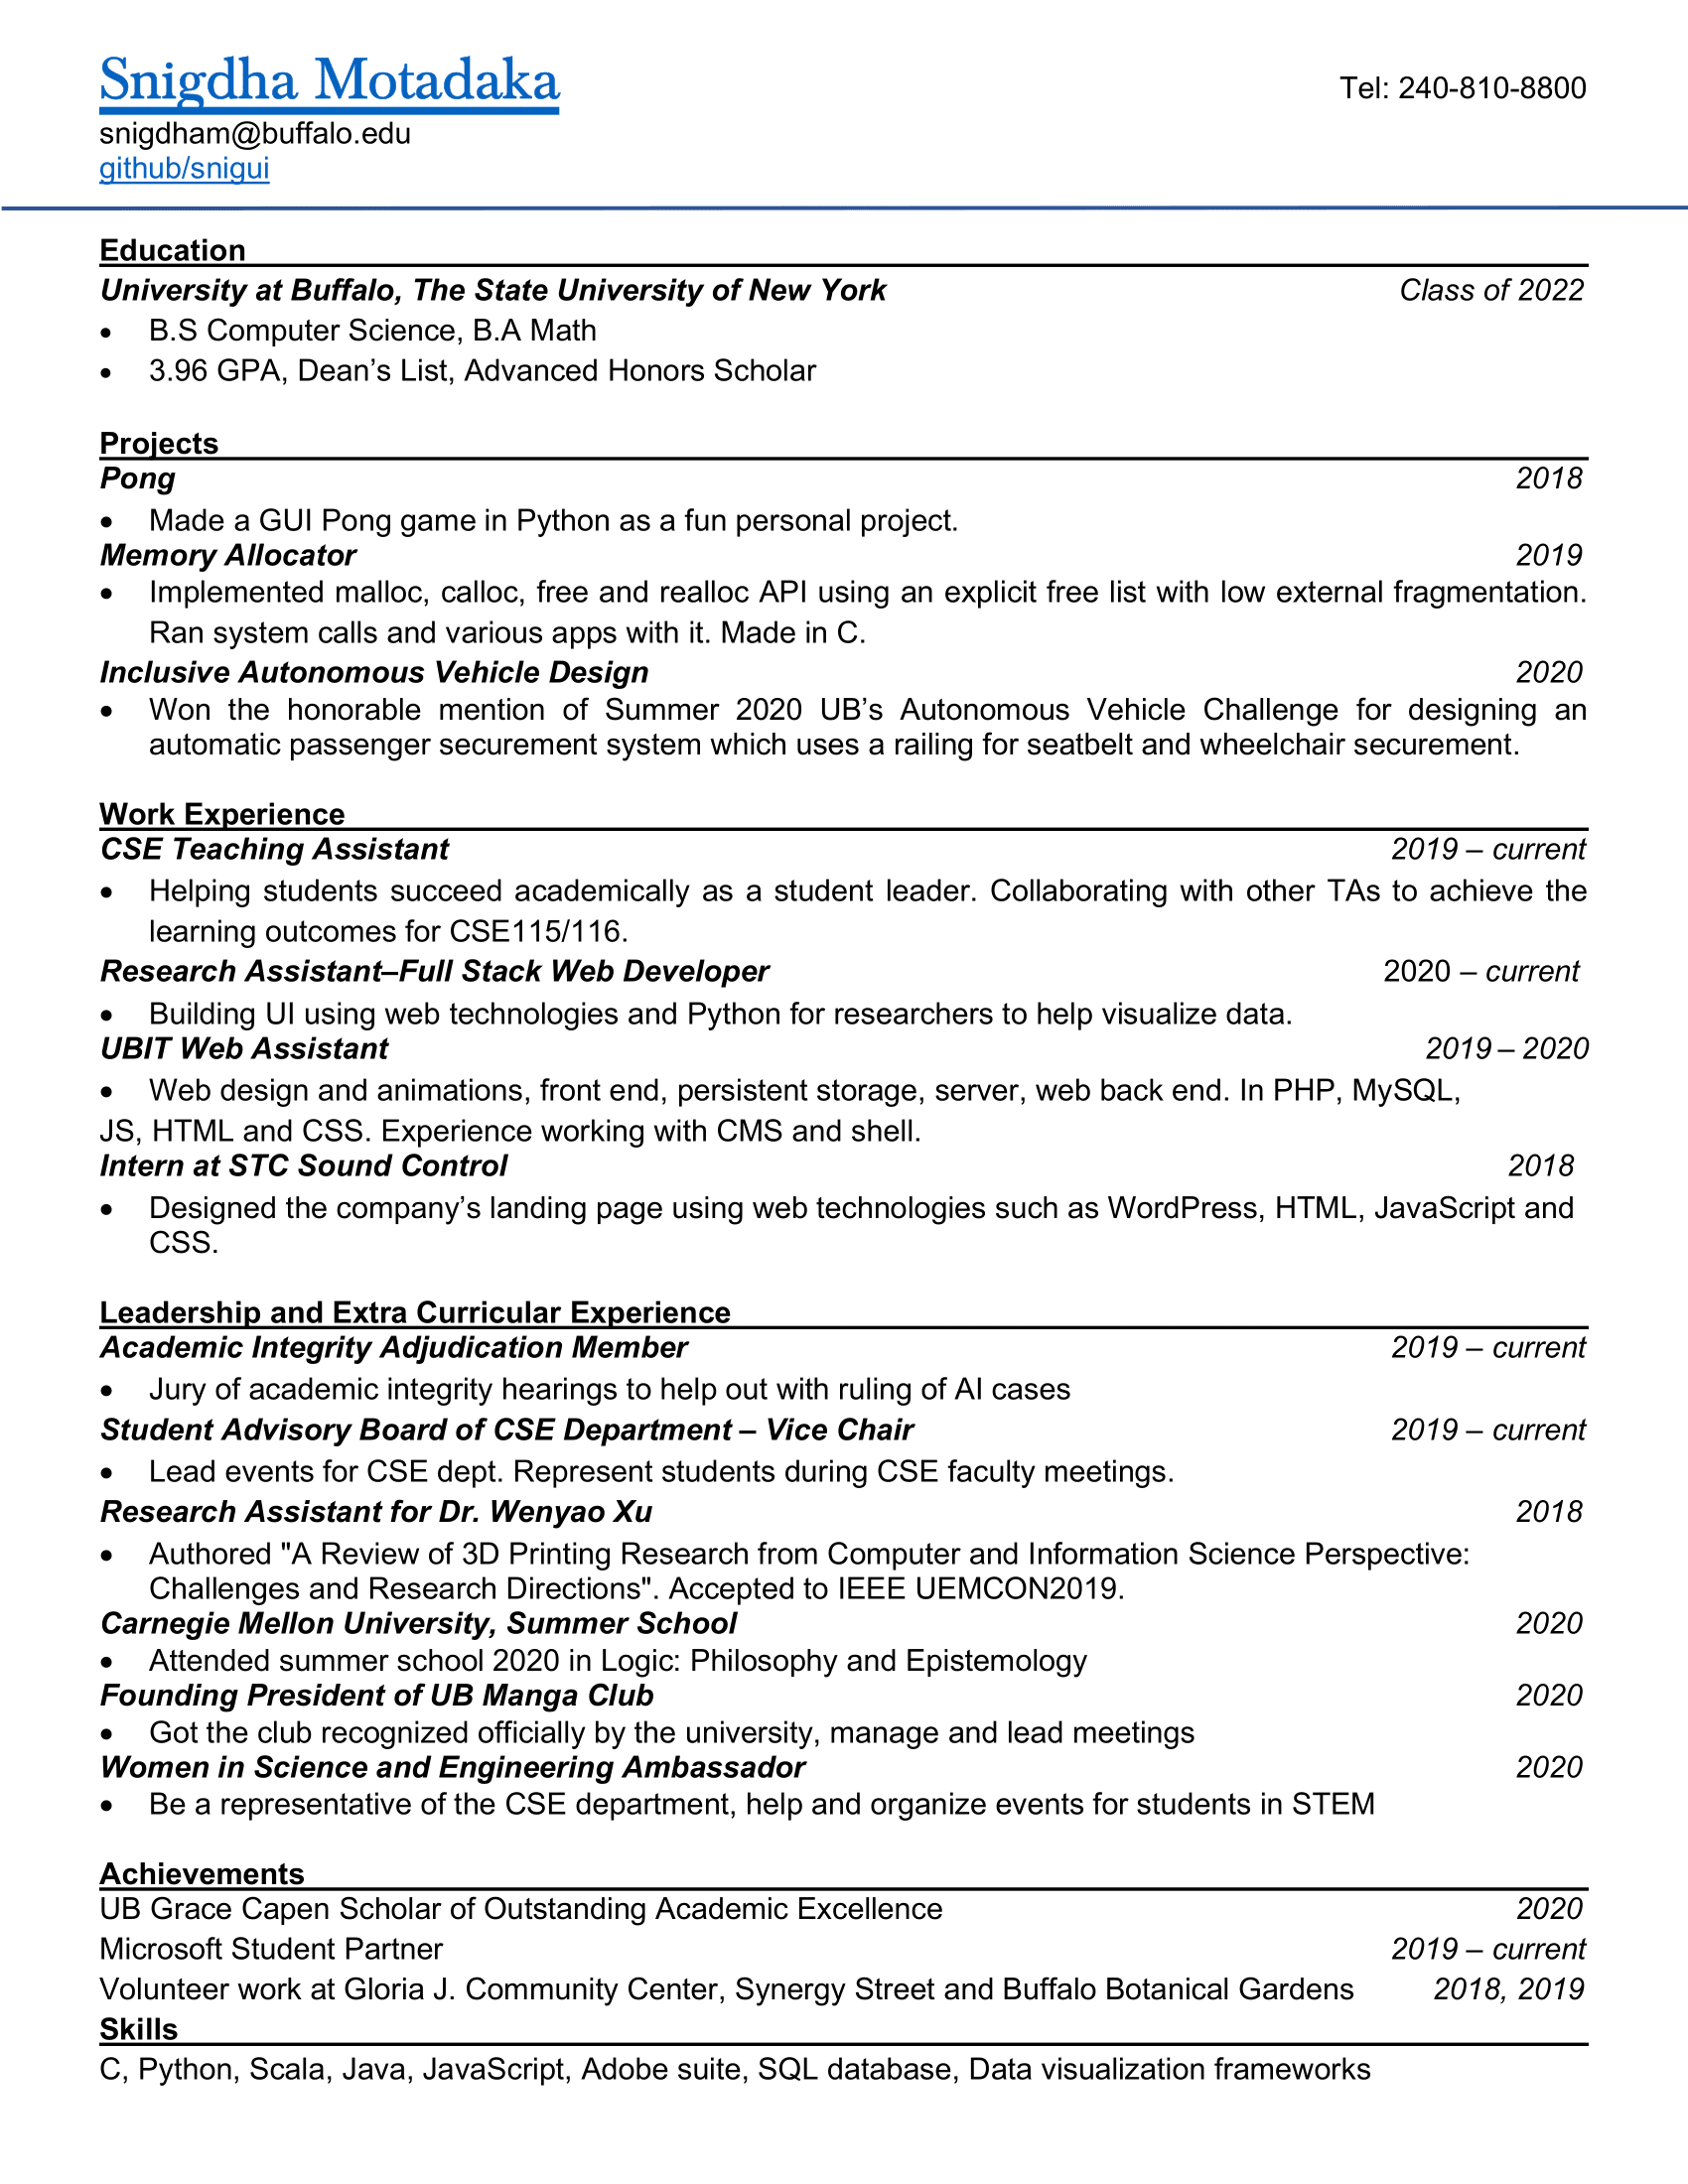 Snigdha Motadaka
Tel: 240-810-8800
snigdham@buffalo.edu
github/snigui
Education
University at Buffalo, The State University of New York Class of 2022
• B.S Computer Science, B.A Math
• 3.96 GPA, Dean’s List, Advanced Honors Scholar
Projects
Pong 2018
• Made a GUI Pong game in Python as a fun personal project.
Memory Allocator 2019
• Implemented malloc, calloc, free and realloc API using an explicit free list with low external fragmentation.
Ran system calls and various apps with it. Made in C.
Inclusive Autonomous Vehicle Design 2020
• Won the honorable mention of Summer 2020 UB’s Autonomous Vehicle Challenge for designing an
automatic passenger securement system which uses a railing for seatbelt and wheelchair securement.
Work Experience
CSE Teaching Assistant 2019 – current
• Helping students succeed academically as a student leader. Collaborating with other TAs to achieve the
learning outcomes for CSE115/116.
Research Assistant–Full Stack Web Developer 2020 – current
• Building UI using web technologies and Python for researchers to help visualize data.
UBIT Web Assistant 2019 – 2020
• Web design and animations, front end, persistent storage, server, web back end. In PHP, MySQL,
JS, HTML and CSS. Experience working with CMS and shell.
Intern at STC Sound Control 2018
• Designed the company’s landing page using web technologies such as WordPress, HTML, JavaScript and
CSS.
Leadership and Extra Curricular Experience
Academic Integrity Adjudication Member 2019 – current
• Jury of academic integrity hearings to help out with ruling of AI cases
Student Advisory Board of CSE Department – Vice Chair 2019 – current
• Lead events for CSE dept. Represent students during CSE faculty meetings.
Research Assistant for Dr. Wenyao Xu 2018
• Authored "A Review of 3D Printing Research from Computer and Information Science Perspective:
Challenges and Research Directions". Accepted to IEEE UEMCON2019.
Carnegie Mellon University, Summer School 2020
• Attended summer school 2020 in Logic: Philosophy and Epistemology
Founding President of UB Manga Club 2020
• Got the club recognized officially by the university, manage and lead meetings
Women in Science and Engineering Ambassador 2020
• Be a representative of the CSE department, help and organize events for students in STEM
Achievements
UB Grace Capen Scholar of Outstanding Academic Excellence 2020
Microsoft Student Partner 2019 – current
Volunteer work at Gloria J. Community Center, Synergy Street and Buffalo Botanical Gardens 2018, 2019
Skills
C, Python, Scala, Java, JavaScript, Adobe suite, SQL database, Data visualization frameworks